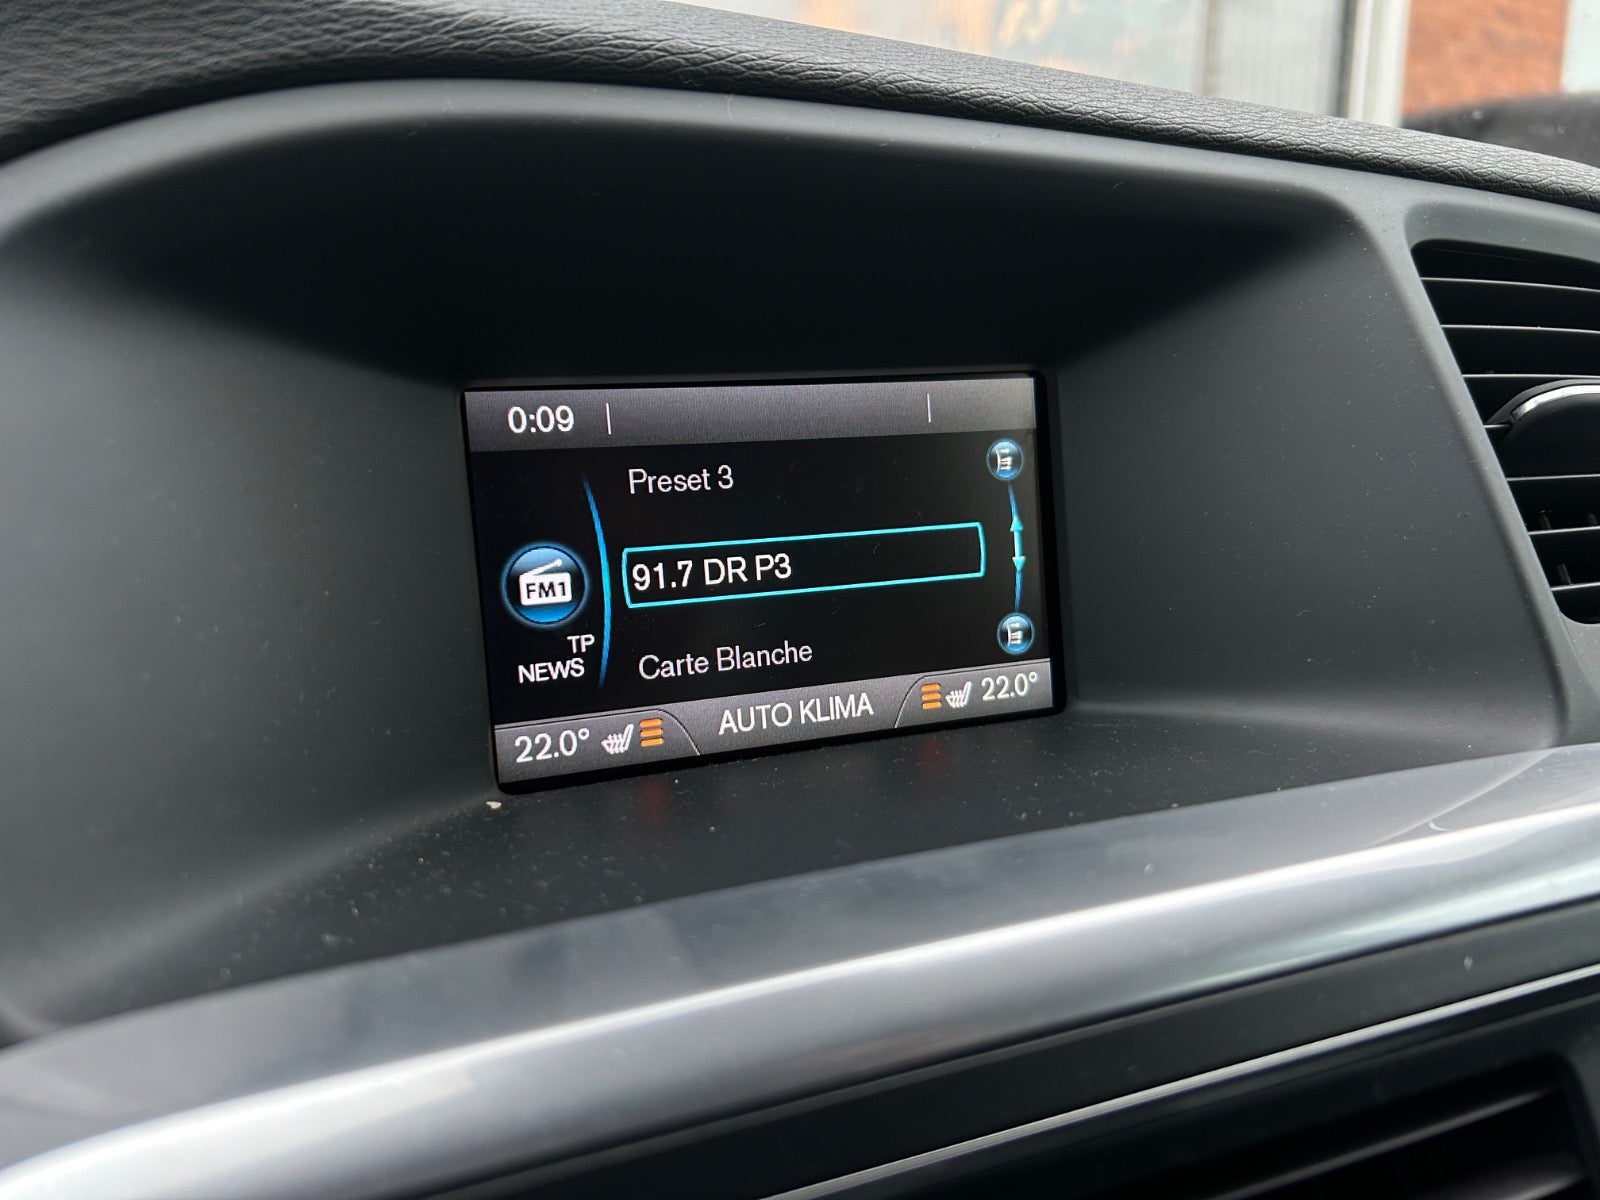 0:09
Preset 3
91.7 DR P3
FM1
TP
NEWS
Carte Blanche
22.0° AUTO KLIMA 22.0°